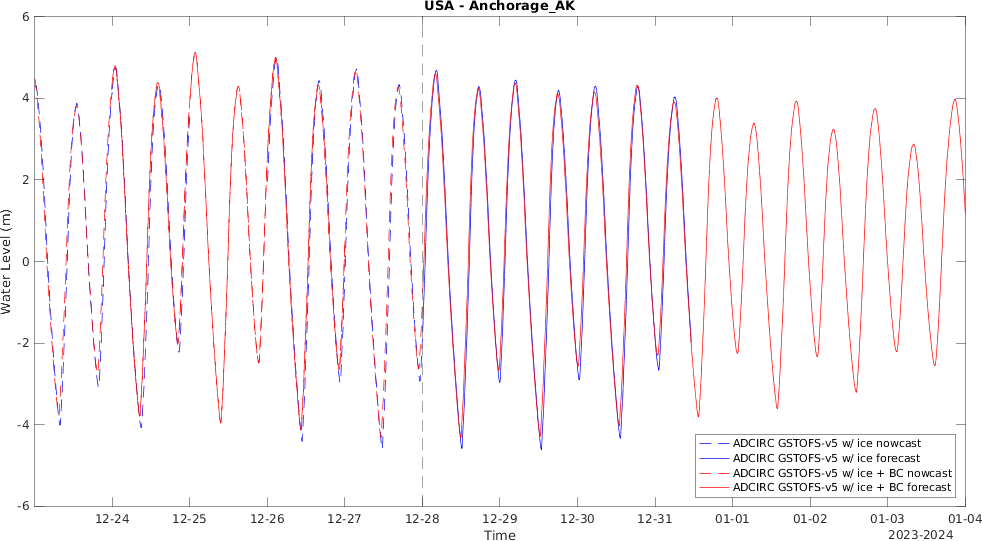 USA - Anchorage_AK
6
4
2
0
-2
-4
-6
Water Level (m)
ADCIRC GSTOFS-v5 w/ ice nowcast
ADCIRC GSTOFS-v5 w/ ice forecast
ADCIRC GSTOFS-v5 w/ ice + BC nowcast
ADCIRC GSTOFS-v5 w/ ice + BC forecast
12-24 12-25 12-26 12-27 12-28 12-29 12-30 12-31 01-01 01-02 01-03 01-04
Time
2023-2024